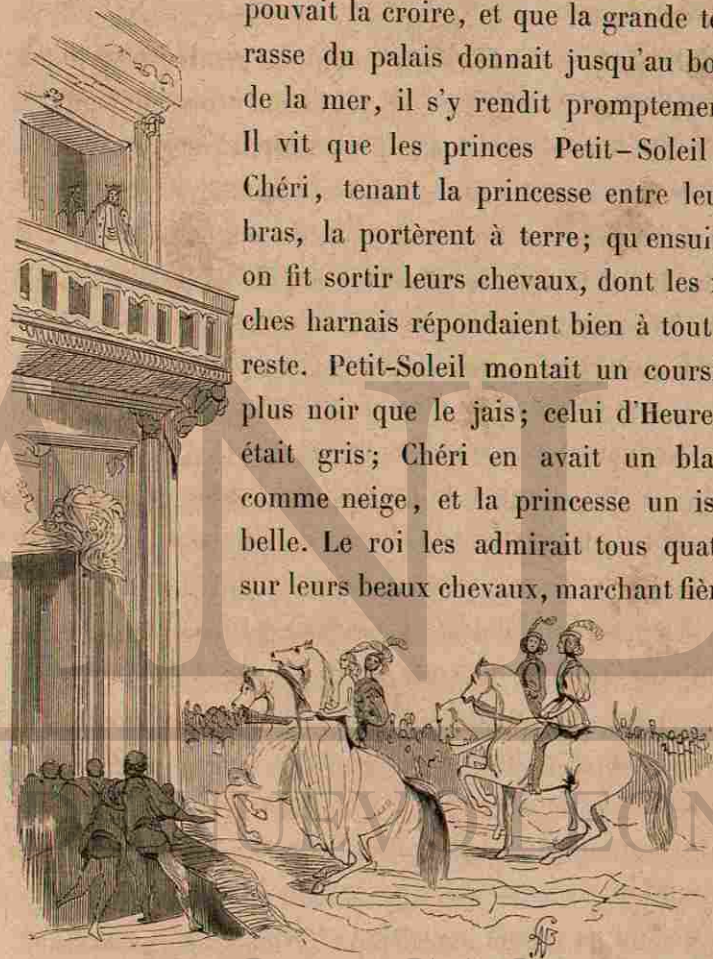 pouvait la croire, et que la grande te
rasse du palais donnait jusqu'au bo
de la mer, il s'y rendit promptemen
Il vit que les princes Petit-Soleil
Chéri, tenant la princesse entre leu
bras, la portèrent à terre; qu'ensui
on fit sortir leurs chevaux, dont les
ches harnais répondaient bien à tout
reste. Petit-Soleil montait un cours
plus noir que le jais; celui d'Heure
était gris; Chéri en avait un bla
comme neige, et la princesse un is
belle. Le roi les admirait tous quat
sur leurs beaux chevaux, marchant fièr
ANL
NUEVO LEON